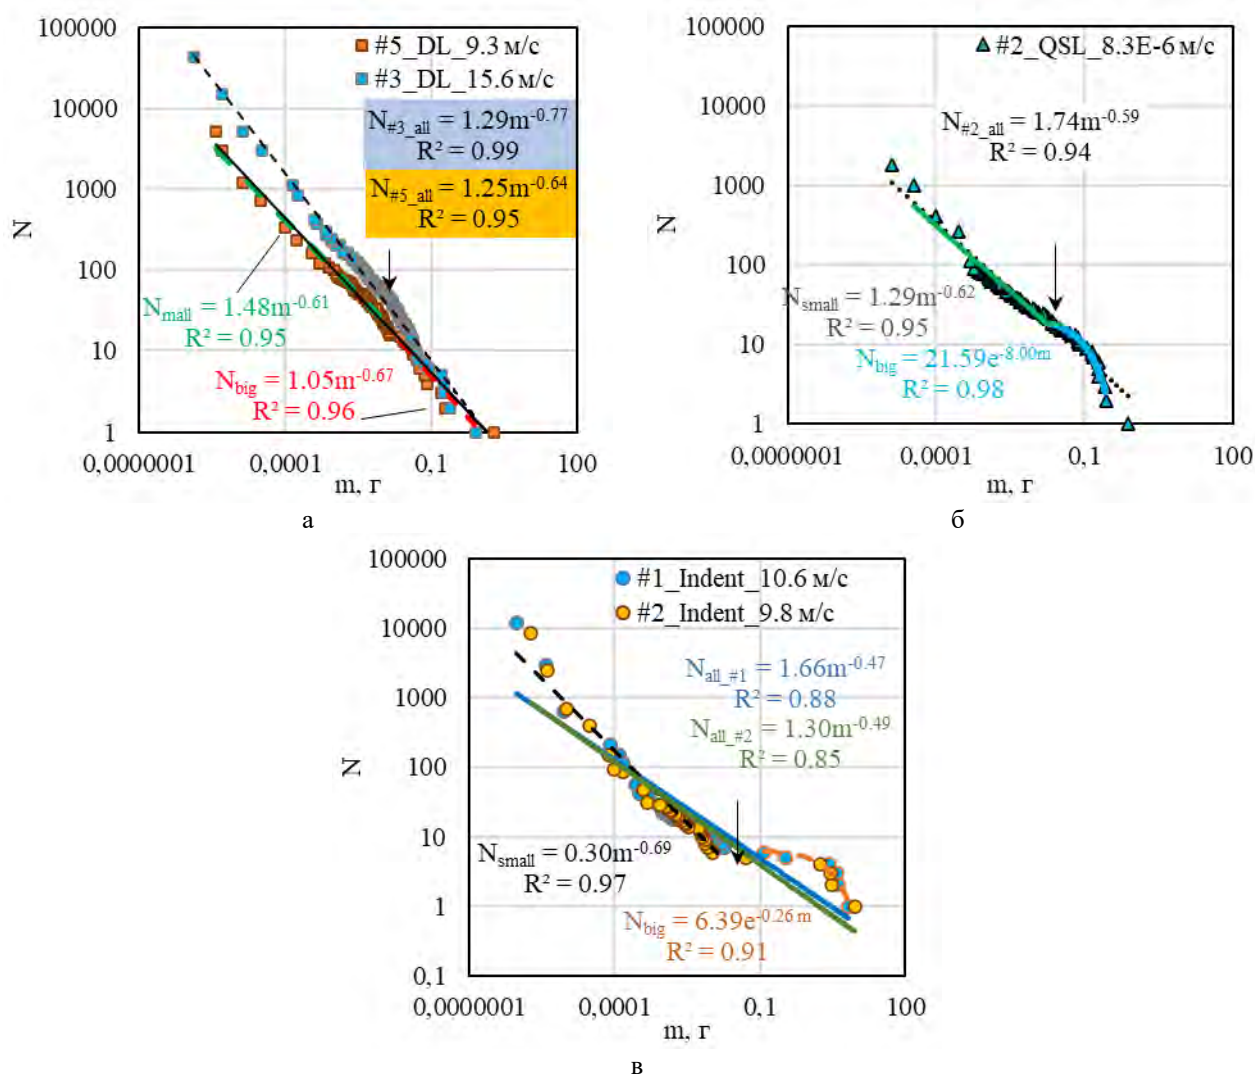 #5_DL_9.3 м/с
#3_DL_15.6 м/с
N#3_all = 1.29m^-0.77
R² = 0.99
N#5_all = 1.25m^-0.64
R² = 0.95
Nmall = 1.48m^-0.61
R² = 0.95
Nbig = 1.05m^-0.67
R² = 0.96
100000
10000
1000
100
10
1
N
0,0000001
0,0001
0,1
100
m, г
а
#2_QSL_8.3E-6 м/с
N#2_all = 1.74m^-0.59
R² = 0.94
Nsmall = 1.29m^-0.62
R² = 0.95
Nbig = 21.59e^-8.00m
R² = 0.98
100000
10000
1000
100
10
1
N
0,0000001
0,0001
0,1
100
m, г
б
#1_Indent_10.6 м/с
#2_Indent_9.8 м/с
Nall_#1 = 1.66m^-0.47
R² = 0.88
Nall_#2 = 1.30m^-0.49
R² = 0.85
Nsmall = 0.30m^-0.69
R² = 0.97
Nbig = 6.39e^-0.26 m
R² = 0.91
100000
10000
1000
100
10
1
0,1
N
0,0000001
0,0001
0,1
100
m, г
в